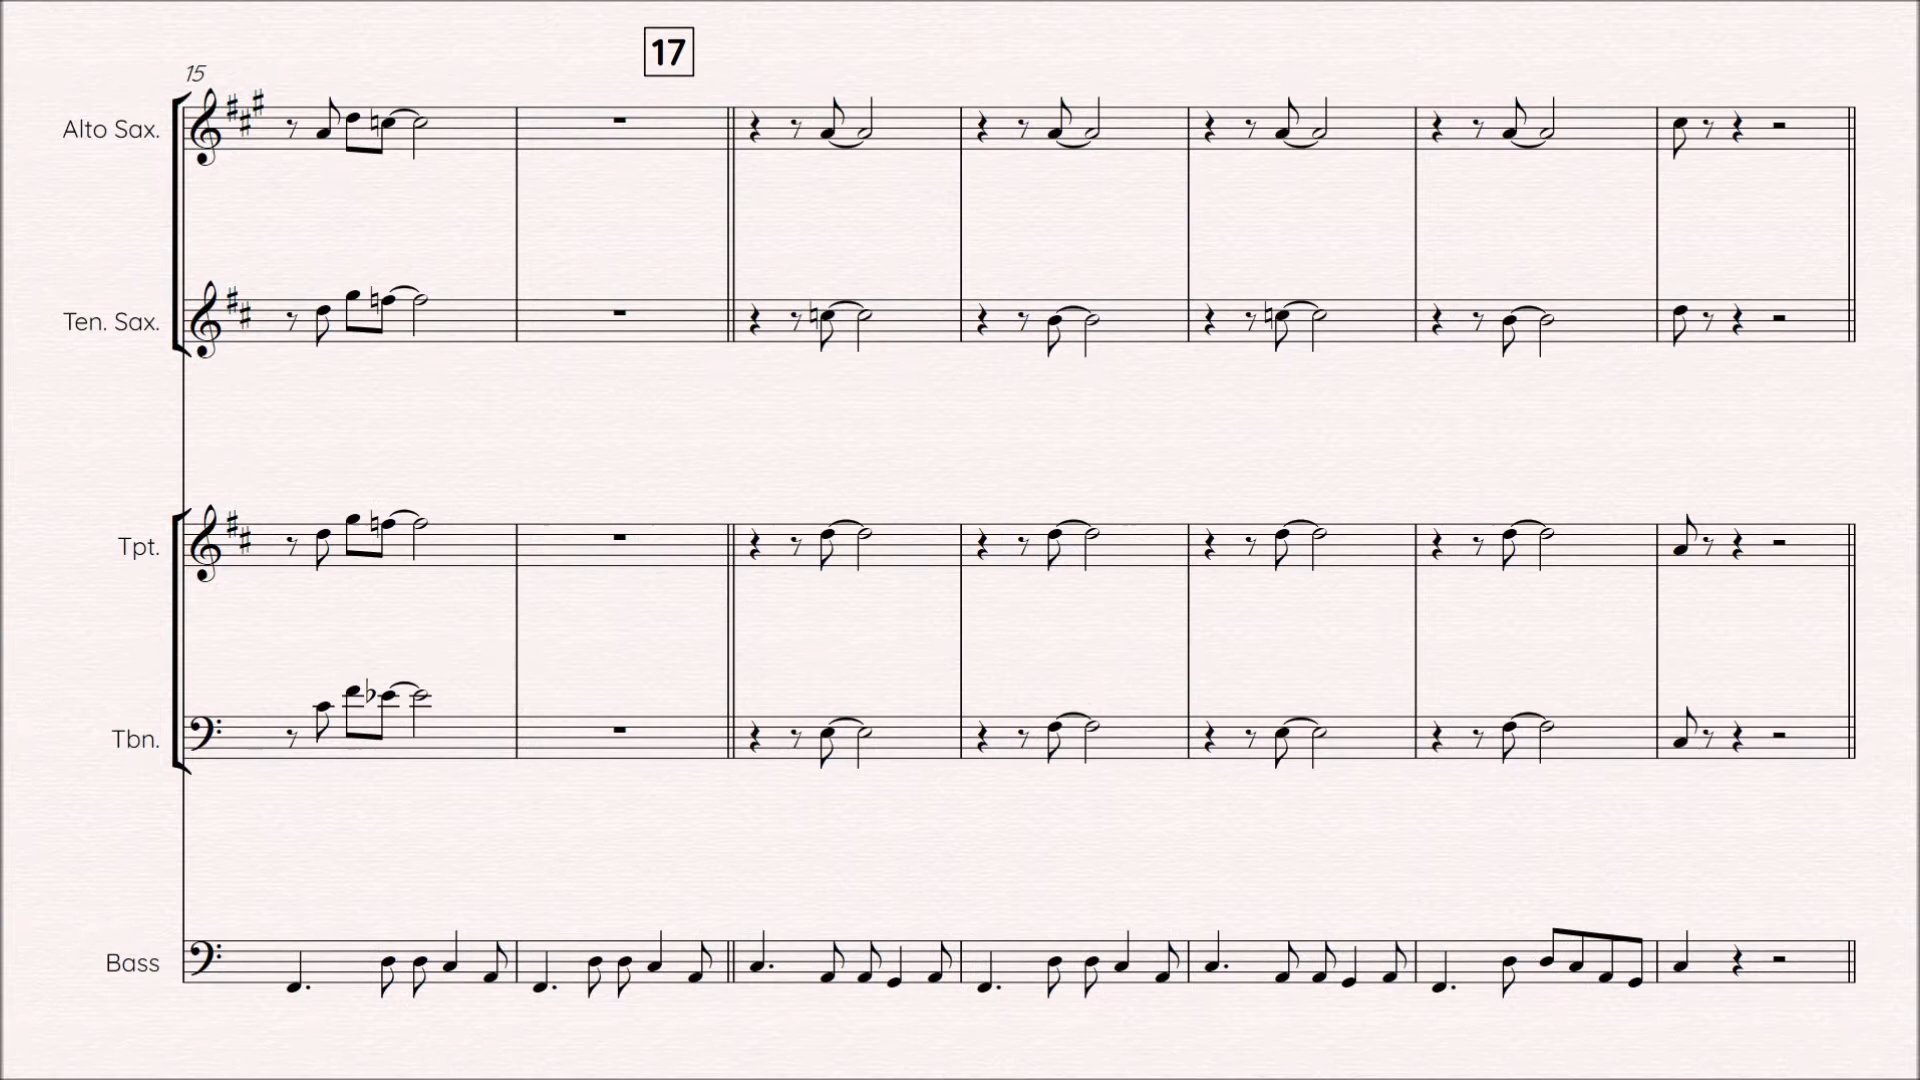 17
15
Alto Sax.
Ten. Sax.
Tpt.
Tbn.
Bass